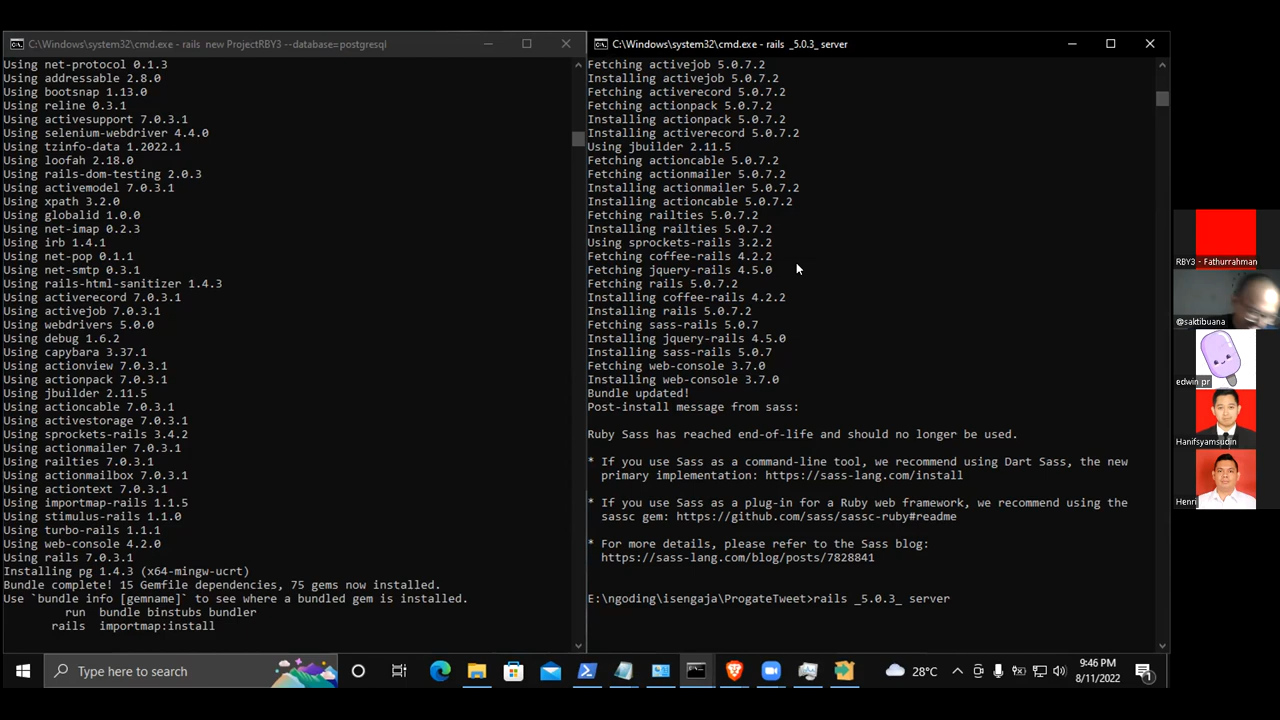 C:\Windows\system32\cmd.exe - rails new ProjectRBY3 --database=postgresql
Using net-protocol 0.1.3
Using addressable 2.8.0
Using bootsnap 1.13.0
Using reline 0.3.1
Using activesupport 7.0.3.1
Using selenium-webdriver 4.4.0
Using tzinfo-data 1.2022.1
Using loofah 2.18.0
Using rails-dom-testing 2.0.3
Using activemodel 7.0.3.1
Using xpath 3.2.0
Using globalid 1.0.0
Using net-imap 0.2.3
Using irb 1.4.1
Using net-pop 0.1.1
Using net-smtp 0.3.1
Using rails-html-sanitizer 1.4.3
Using activerecord 7.0.3.1
Using activejob 7.0.3.1
Using webdrivers 5.0.0
Using debug 1.6.2
Using capybara 3.37.1
Using actionview 7.0.3.1
Using actionpack 7.0.3.1
Using jbuilder 2.11.5
Using actioncable 7.0.3.1
Using activestorage 7.0.3.1
Using sprockets-rails 3.4.2
Using actionmailer 7.0.3.1
Using railties 7.0.3.1
Using actionmailbox 7.0.3.1
Using actiontext 7.0.3.1
Using importmap-rails 1.1.5
Using stimulus-rails 1.1.0
Using turbo-rails 1.1.1
Using web-console 4.2.0
Using rails 7.0.3.1
Installing pg 1.4.3 (x64-mingw-ucrt)
Bundle complete! 15 Gemfile dependencies, 75 gems now installed.
Use `bundle info [gemname]` to see where a bundled gem is installed.
run bundle binstubs bundler
rails importmap:install
C:\Windows\system32\cmd.exe - rails _5.0.3_ server
Fetching activejob 5.0.7.2
Installing activejob 5.0.7.2
Fetching activerecord 5.0.7.2
Fetching actionpack 5.0.7.2
Installing actionpack 5.0.7.2
Installing activerecord 5.0.7.2
Using jbuilder 2.11.5
Fetching actioncable 5.0.7.2
Fetching actionmailer 5.0.7.2
Installing actionmailer 5.0.7.2
Installing actioncable 5.0.7.2
Fetching railties 5.0.7.2
Installing railties 5.0.7.2
Using sprockets-rails 3.2.2
Fetching coffee-rails 4.2.2
Fetching jquery-rails 4.5.0
Fetching rails 5.0.7.2
Installing coffee-rails 4.2.2
Installing rails 5.0.7.2
Fetching sass-rails 5.0.7
Installing jquery-rails 4.5.0
Installing sass-rails 5.0.7
Fetching web-console 3.7.0
Installing web-console 3.7.0
Bundle updated!
Post-install message from sass:
Ruby Sass has reached end-of-life and should no longer be used.
* If you use Sass as a command-line tool, we recommend using Dart Sass, the new
primary implementation: https://sass-lang.com/install
* If you use Sass as a plug-in for a Ruby web framework, we recommend using the
sassc gem: https://github.com/sass/sassc-ruby#readme
* For more details, please refer to the Sass blog:
https://sass-lang.com/blog/posts/7828841
E:\ngoding\isengaja\ProgateTweet>rails _5.0.3_ server
RBY3 - Fathurrahman
@saktibuana
edwin pr
Hanifsyamsudin
Henri
Type here to search
28°C
9:46 PM
8/11/2022
1